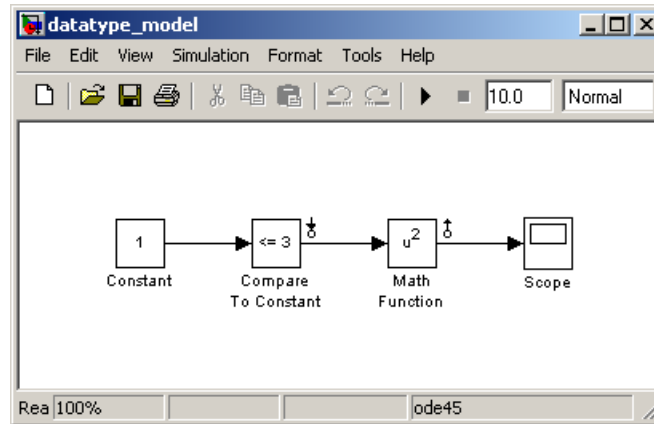 datatype_model
File Edit View Simulation Format Tools Help
10.0 Normal
1
<= 3
u²
Constant
Compare
To Constant
Math
Function
Scope
Rea 100% ode45